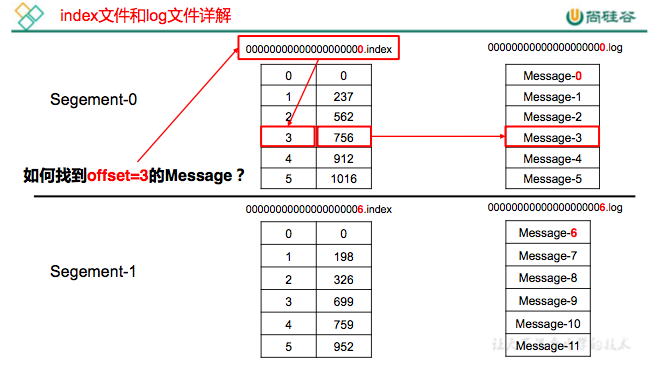 index文件和log文件详解
尚硅谷
00000000000000000000.index
00000000000000000000.log
Segement-0
0 0
1 237
2 562
3 756
4 912
5 1016
Message-0
Message-1
Message-2
Message-3
Message-4
Message-5
如何找到offset=3的Message？
00000000000000000006.index
00000000000000000006.log
Segement-1
0 0
1 198
2 326
3 699
4 759
5 952
Message-6
Message-7
Message-8
Message-9
Message-10
Message-11